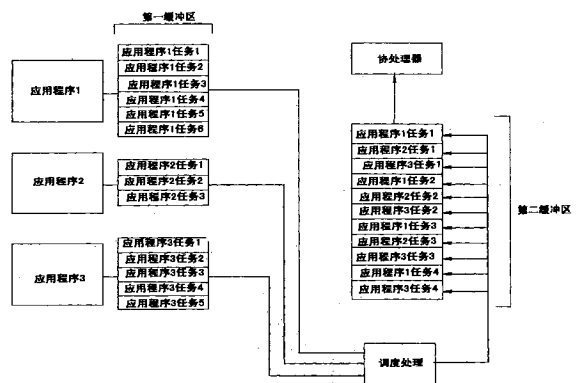 第一缓冲区
应用程序1
应用程序1任务1
应用程序1任务2
应用程序1任务3
应用程序1任务4
应用程序1任务5
应用程序1任务6
应用程序2
应用程序2任务1
应用程序2任务2
应用程序2任务3
应用程序3
应用程序3任务1
应用程序3任务2
应用程序3任务3
应用程序3任务4
应用程序3任务5
协处理器
应用程序1任务1
应用程序2任务1
应用程序3任务1
应用程序1任务2
应用程序2任务2
应用程序3任务2
应用程序1任务3
应用程序2任务3
应用程序3任务3
应用程序1任务4
应用程序3任务4
第二缓冲区
调度处理